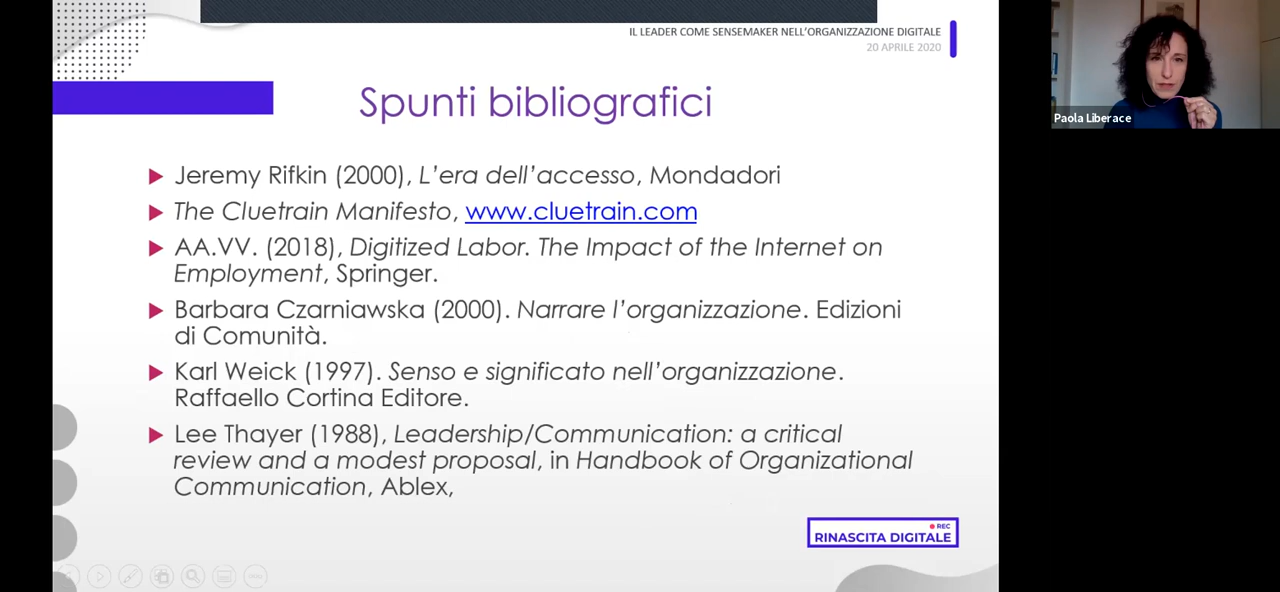 IL LEADER COME SENSEMAKER NELL'ORGANIZZAZIONE DIGITALE
20 APRILE 2020
Spunti bibliografici
Jeremy Rifkin (2000), L'era dell'accesso, Mondadori
The Cluetrain Manifesto, www.cluetrain.com
AA.VV. (2018), Digitized Labor. The Impact of the Internet on
Employment, Springer.
Barbara Czarniawska (2000). Narrare l'organizzazione. Edizioni
di Comunità.
Karl Weick (1997). Senso e significato nell'organizzazione.
Raffaello Cortina Editore.
Lee Thayer (1988), Leadership/Communication: a critical
review and a modest proposal, in Handbook of Organizational
Communication, Ablex,
REC
RINASCITA DIGITALE
Paola Liberace